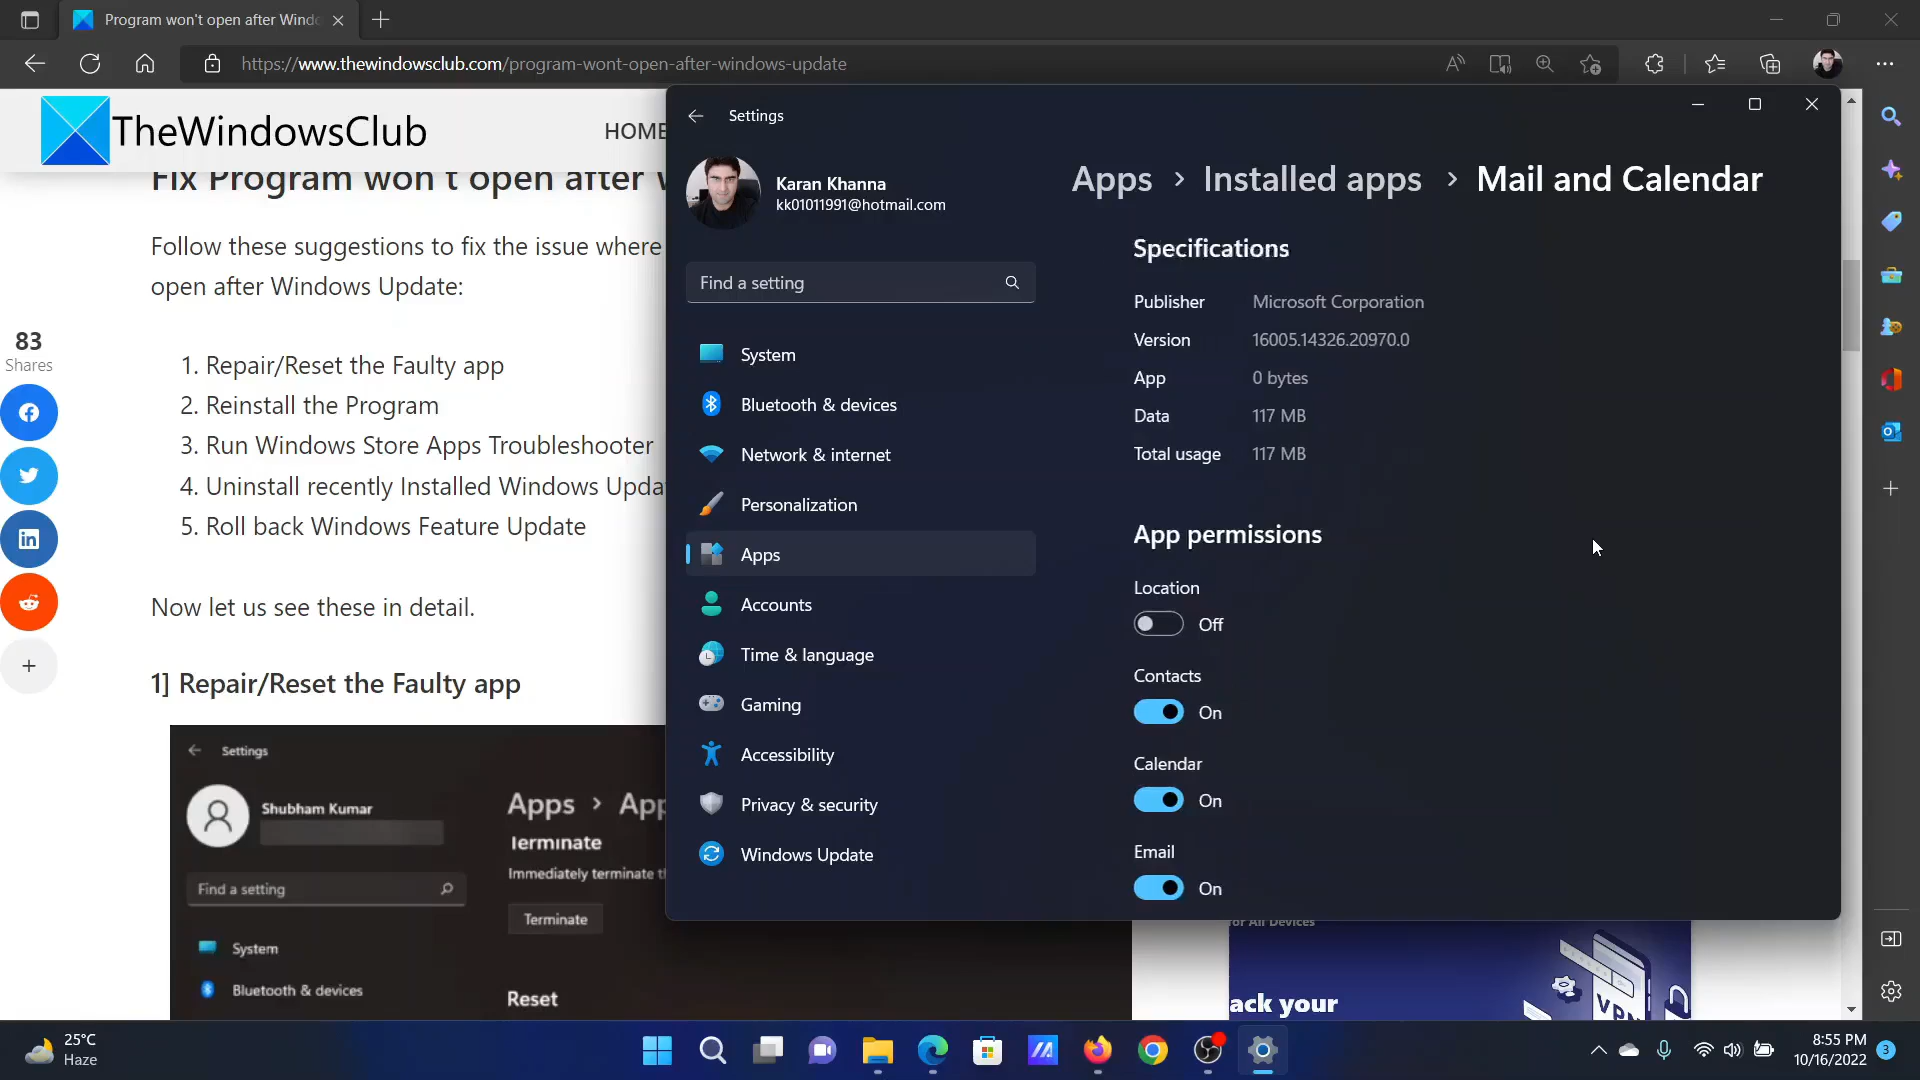 Program won't open after Windo
https://www.thewindowsclub.com/program-wont-open-after-windows-update
TheWindowsClub
HOME
Fix Program won't open after
Follow these suggestions to fix the issue where
open after Windows Update:
83
Shares
1. Repair/Reset the Faulty app
2. Reinstall the Program
3. Run Windows Store Apps Troubleshooter
4. Uninstall recently Installed Windows Upda
5. Roll back Windows Feature Update
Now let us see these in detail.
1] Repair/Reset the Faulty app
Settings
Shubham Kumar
Find a setting
System
Bluetooth & devices
Apps > App
Terminate
Immediately terminate
Terminate
Reset
Settings
Karan Khanna
kk01011991@hotmail.com
Find a setting
System
Bluetooth & devices
Network & internet
Personalization
Apps
Accounts
Time & language
Gaming
Accessibility
Privacy & security
Windows Update
Apps > Installed apps > Mail and Calendar
Specifications
Publisher Microsoft Corporation
Version 16005.14326.20970.0
App 0 bytes
Data 117 MB
Total usage 117 MB
App permissions
Location
Off
Contacts
On
Calendar
On
Email
On
for All Devices
ack your
VPN
25°C
Haze
8:55 PM
10/16/2022
3